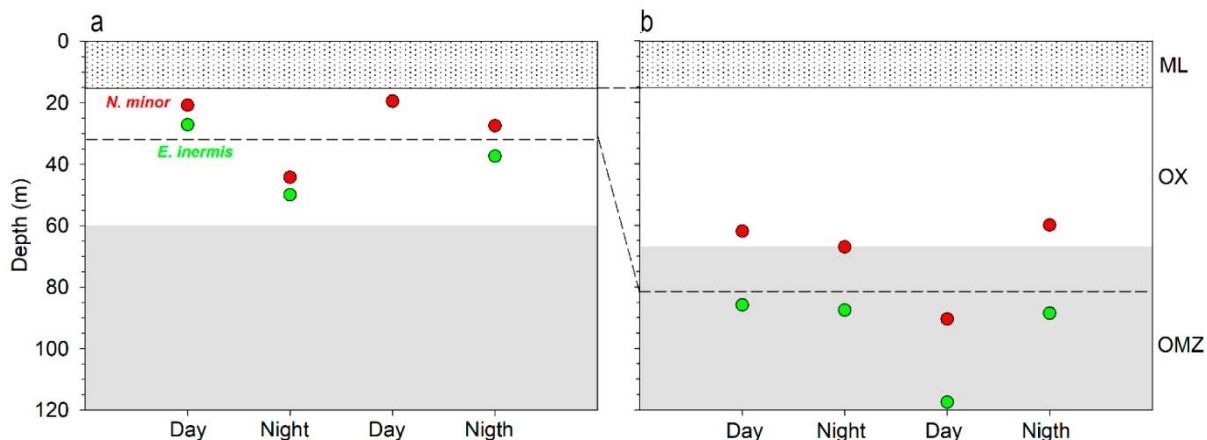 a
b
0
20
40
60
80
100
120
Depth (m)
N. minor
E. inermis
ML
OX
OMZ
Day Night Day Nigth
Day Night Day Nigth